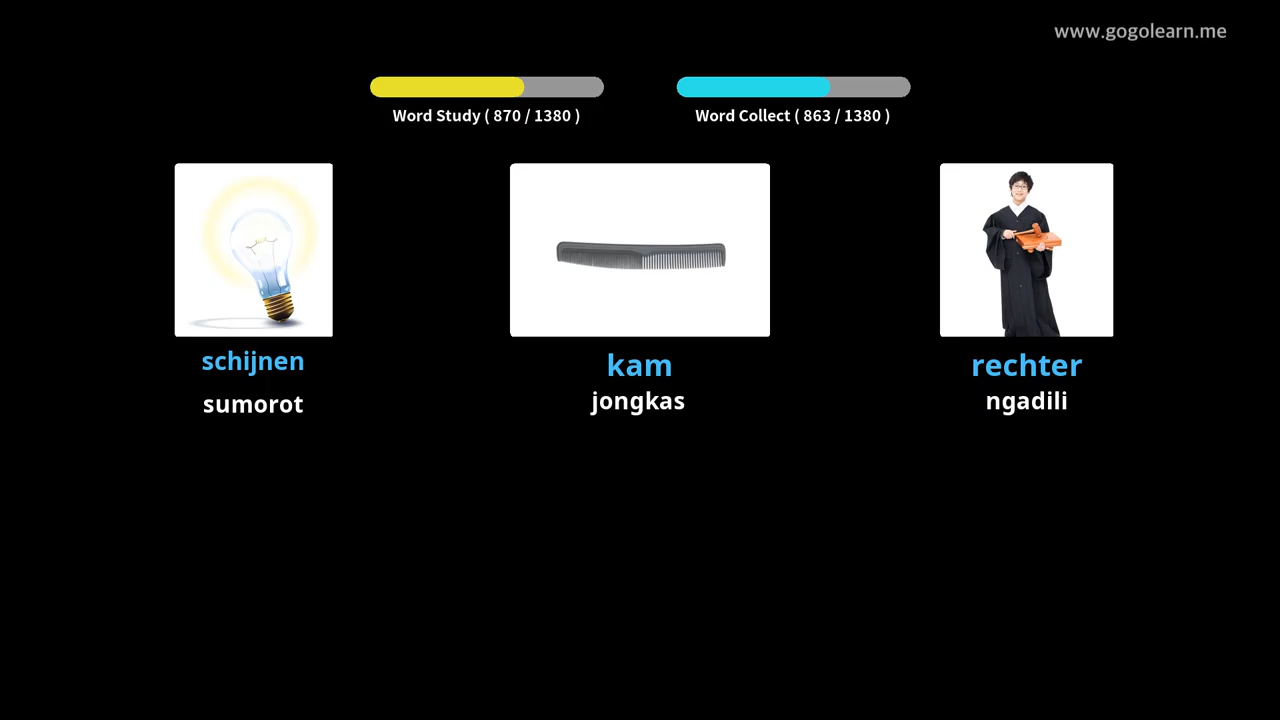 www.gogolearn.me
Word Study ( 870 / 1380 )
Word Collect ( 863 / 1380 )
schijnen
sumorot
kam
jongkas
rechter
ngadili